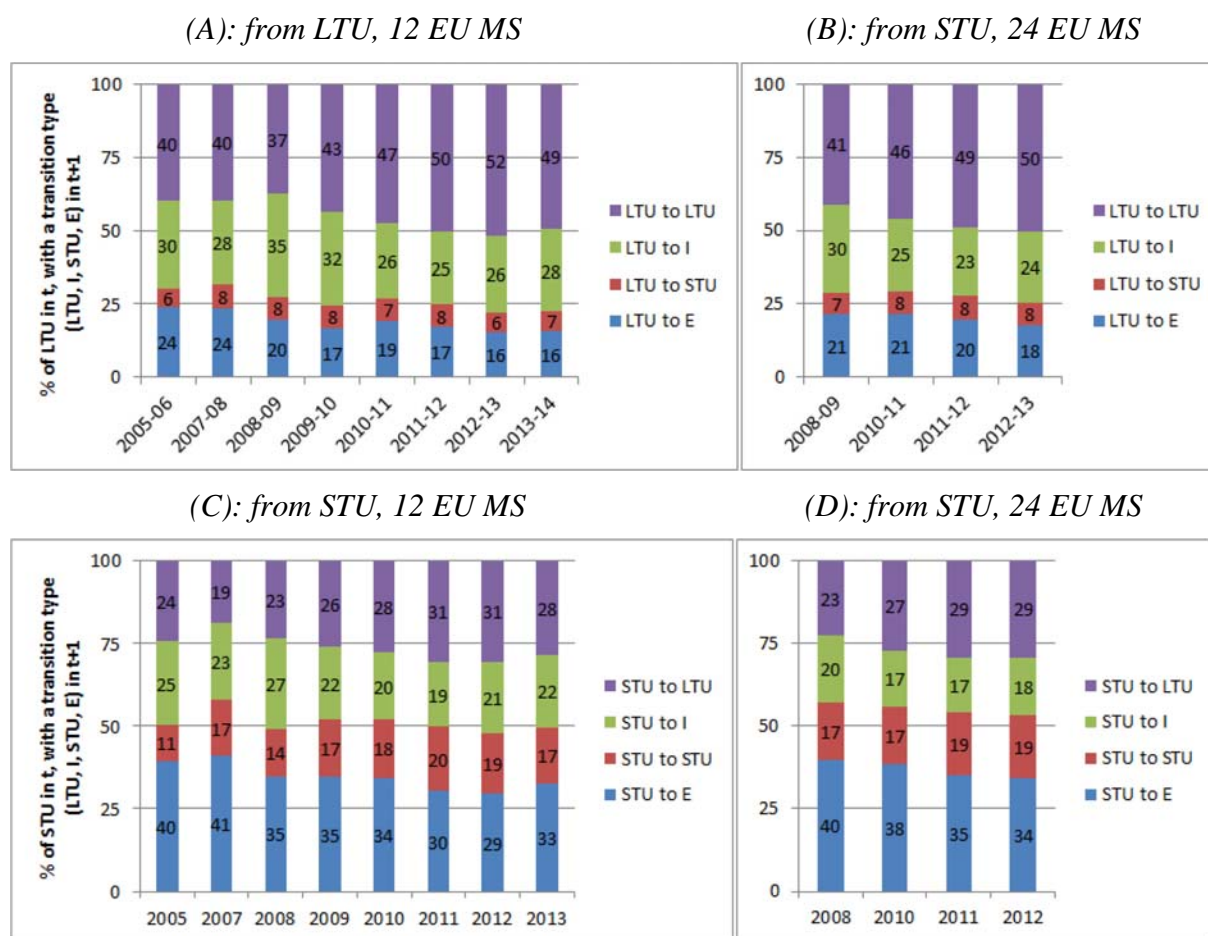 (A): from LTU, 12 EU MS
% of LTU in t, with a transition type
(LTU, I, STU, E) in t+1
100
75
50
25
0
40 40 37 43 47 50 52 49
30 28 35 32 26 25 26 28
6 8 8 8 7 8 6 7
24 24 20 17 19 17 16 16
2005-06 2007-08 2008-09 2009-10 2010-11 2011-12 2012-13 2013-14
LTU to LTU
LTU to I
LTU to STU
LTU to E
(B): from STU, 24 EU MS
100
75
50
25
0
41 46 49 50
30 25 23 24
7 8 8 8
21 21 20 18
2008-09 2010-11 2011-12 2012-13
LTU to LTU
LTU to I
LTU to STU
LTU to E
(C): from STU, 12 EU MS
% of STU in t, with a transition type
(LTU, I, STU, E) in t+1
100
75
50
25
0
24 19 23 26 28 31 31 28
25 23 27 22 20 19 21 22
11 17 14 17 18 20 19 17
40 41 35 35 34 30 29 33
2005 2007 2008 2009 2010 2011 2012 2013
STU to LTU
STU to I
STU to STU
STU to E
(D): from STU, 24 EU MS
100
75
50
25
0
23 27 29 29
20 17 17 18
17 17 19 19
40 38 35 34
2008 2010 2011 2012
STU to LTU
STU to I
STU to STU
STU to E